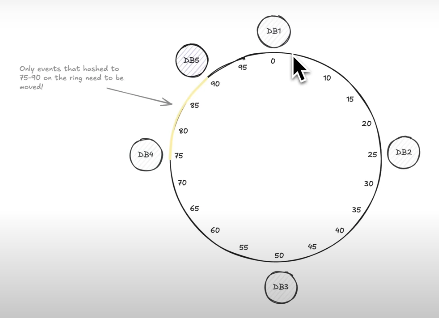 DB1
DB5
95
0
90
10
Only events that hashed to
75-90 on the ring need to be
moved!
85
15
80
20
DB4
75
25
DB2
70
30
65
35
60
40
55
45
50
DB3